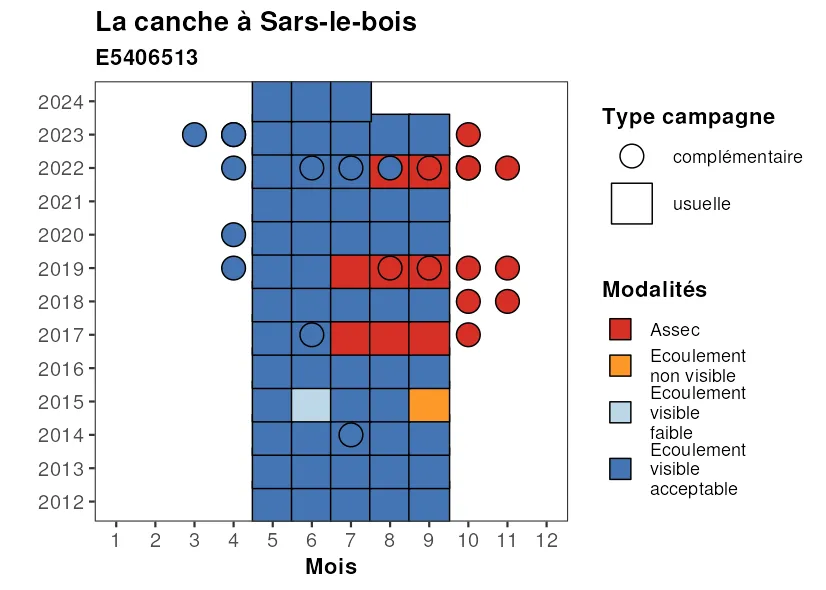 La canche à Sars-le-bois
E5406513
2024
2023
2022
2021
2020
2019
2018
2017
2016
2015
2014
2013
2012
1 2 3 4 5 6 7 8 9 10 11 12
Mois
Type campagne
complémentaire
usuelle
Modalités
Assec
Ecoulement
non visible
Ecoulement
visible
faible
Ecoulement
visible
acceptable